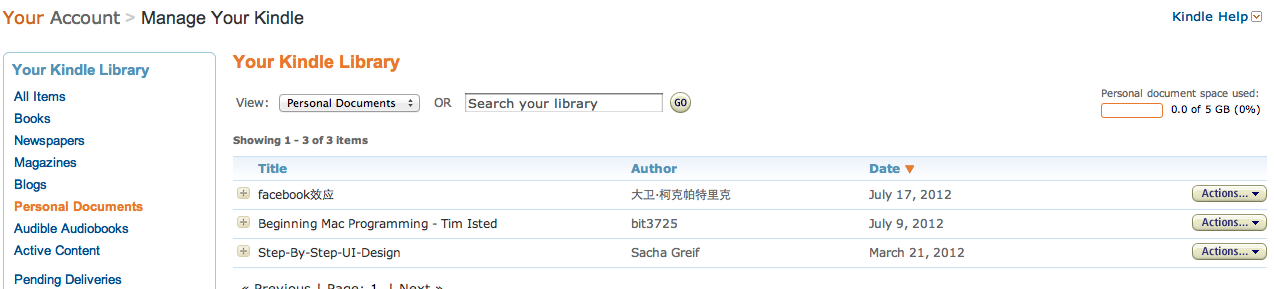 Your Account > Manage Your Kindle
Kindle Help
Your Kindle Library
All Items
Books
Newspapers
Magazines
Blogs
Personal Documents
Audible Audiobooks
Active Content
Pending Deliveries
Your Kindle Library
View: Personal Documents OR Search your library GO
Personal document space used:
0.0 of 5 GB (0%)
Showing 1 - 3 of 3 items
Title Author Date
facebook效应 大卫·柯克帕特里克 July 17, 2012 Actions...
Beginning Mac Programming - Tim Isted bit3725 July 9, 2012 Actions...
Step-By-Step-UI-Design Sacha Greif March 21, 2012 Actions...
« Previous | Page: 1 | Next »